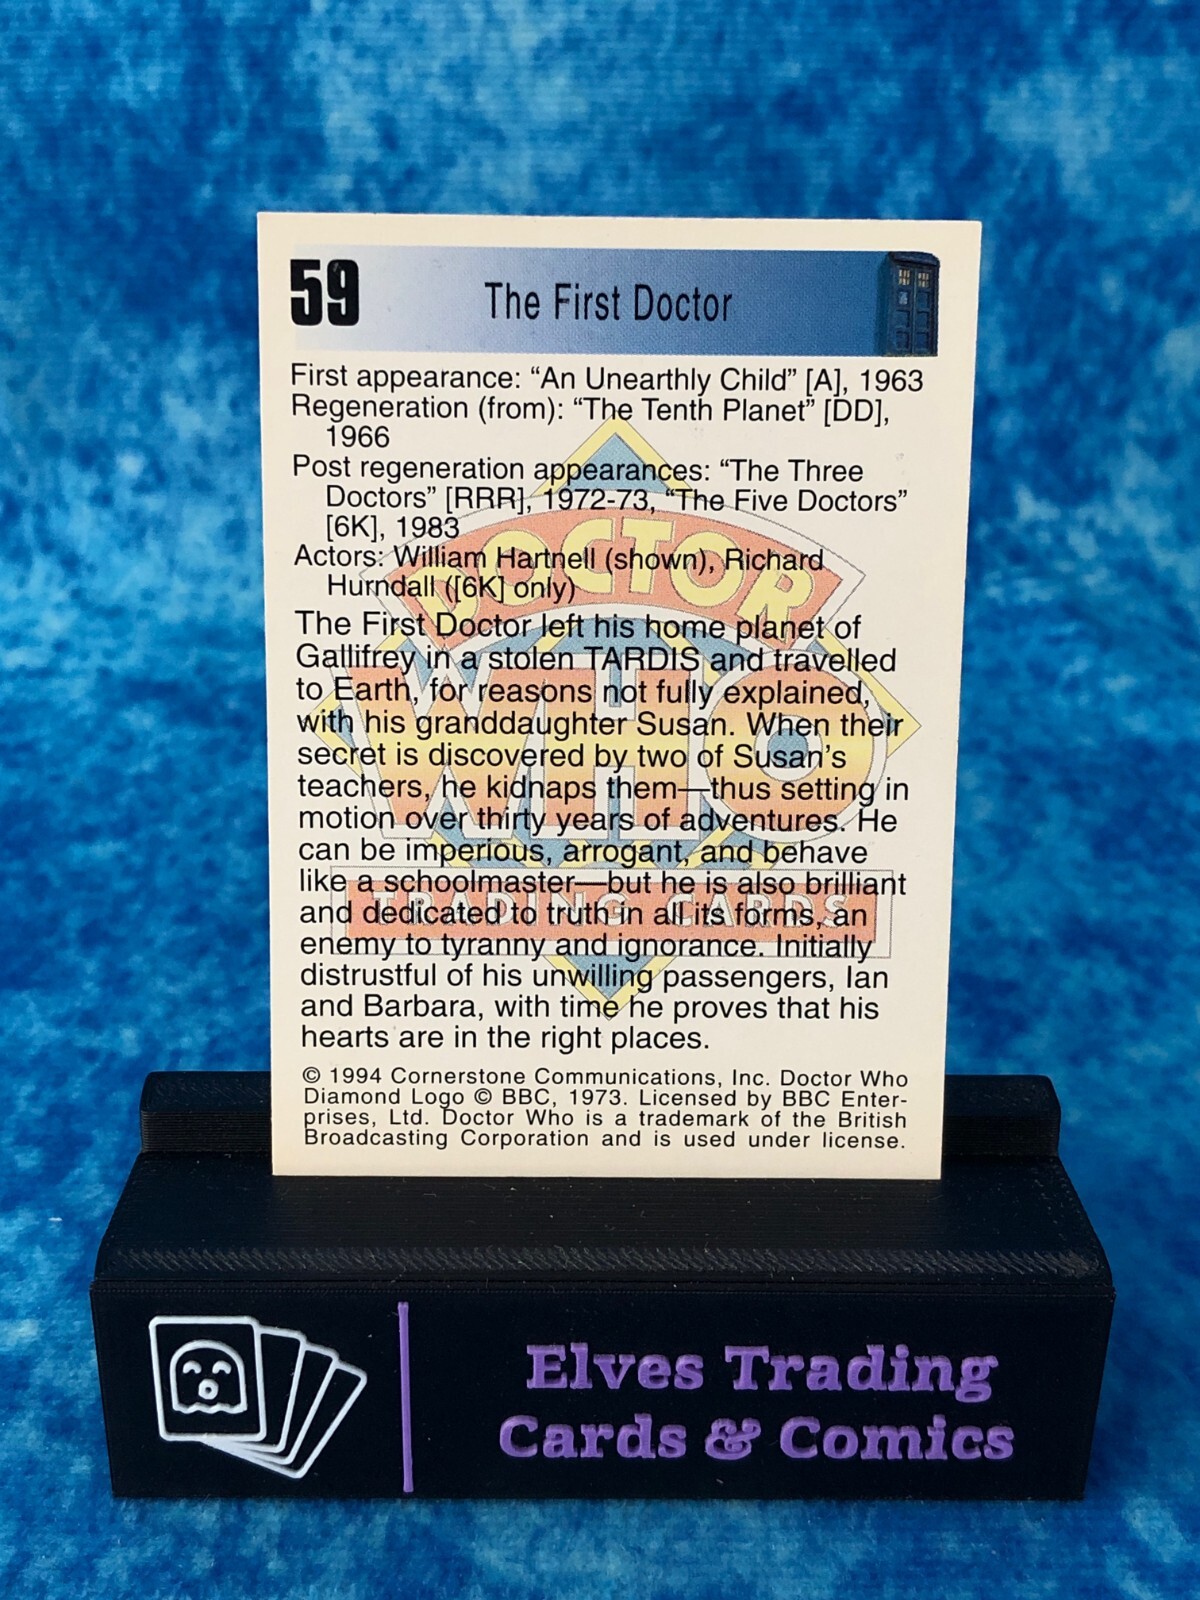 59
The First Doctor
First appearance: “An Unearthly Child” [A], 1963
Regeneration (from): “The Tenth Planet” [DD],
1966
Post regeneration appearances: “The Three
Doctors” [RRR], 1972-73, “The Five Doctors”
[6K], 1983
Actors: William Hartnell (shown), Richard
Hurndall ([6K] only)
The First Doctor left his home planet of
Gallifrey in a stolen TARDIS and travelled
to Earth, for reasons not fully explained,
with his granddaughter Susan. When their
secret is discovered by two of Susan’s
teachers, he kidnaps them—thus setting in
motion over thirty years of adventures. He
can be imperious, arrogant, and behave
like a schoolmaster—but he is also brilliant
and dedicated to truth in all its forms, an
enemy to tyranny and ignorance. Initially
distrustful of his unwilling passengers, Ian
and Barbara, with time he proves that his
hearts are in the right places.
DOCTOR
WHO
TRADING CARDS
© 1994 Cornerstone Communications, Inc. Doctor Who
Diamond Logo © BBC, 1973. Licensed by BBC Enter-
prises, Ltd. Doctor Who is a trademark of the British
Broadcasting Corporation and is used under license.
Elves Trading
Cards & Comics